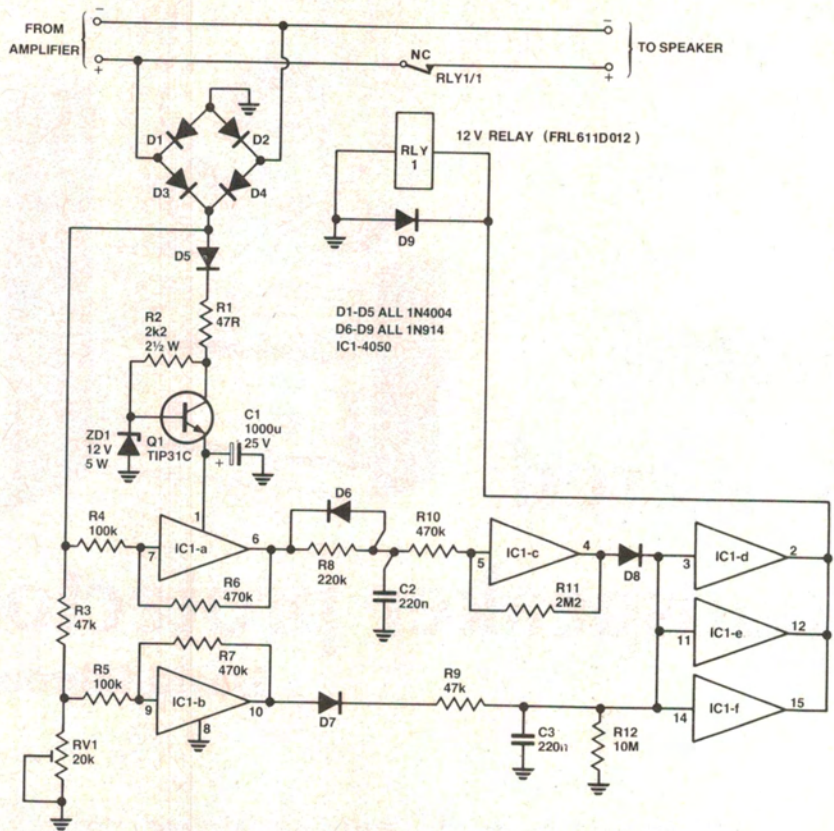 FROM
AMPLIFIER
−
+
NC
RLY1/1
−
+
TO SPEAKER
D1
D2
D3
D4
RLY
1
12 V RELAY (FRL611D012)
D9
D5
R1
47R
D1-D5 ALL 1N4004
D6-D9 ALL 1N914
IC1-4050
R2
2k2
2½ W
ZD1
12 V
5 W
Q1
TIP31C
C1
1000u
25 V
+
R4
100k
1
7
IC1-a
6
R6
470k
D6
R8
220k
C2
220n
R10
470k
5
IC1-c
4
R11
2M2
D8
3
IC1-d
2
11
IC1-e
12
14
IC1-f
15
R3
47k
R5
100k
R7
470k
9
IC1-b
10
8
D7
R9
47k
C3
220n
R12
10M
RV1
20k